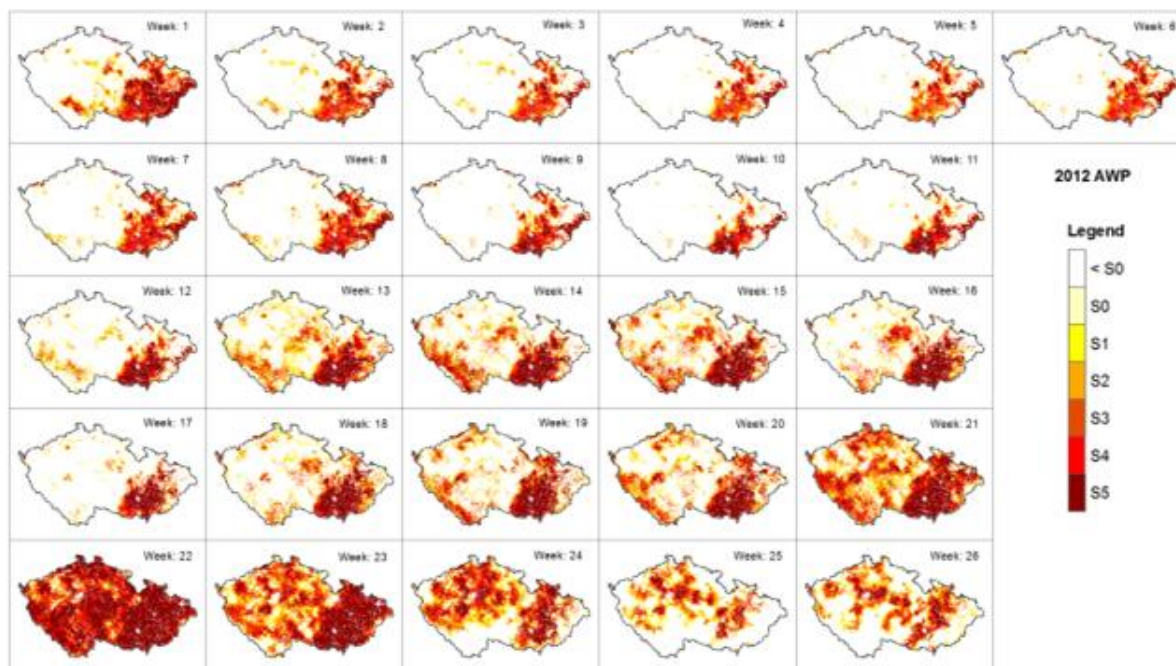 Week: 1
Week: 2
Week: 3
Week: 4
Week: 5
Week: 6
Week: 7
Week: 8
Week: 9
Week: 10
Week: 11
2012 AWP
Legend
< S0
S0
S1
S2
S3
S4
S5
Week: 12
Week: 13
Week: 14
Week: 15
Week: 16
Week: 17
Week: 18
Week: 19
Week: 20
Week: 21
Week: 22
Week: 23
Week: 24
Week: 25
Week: 26